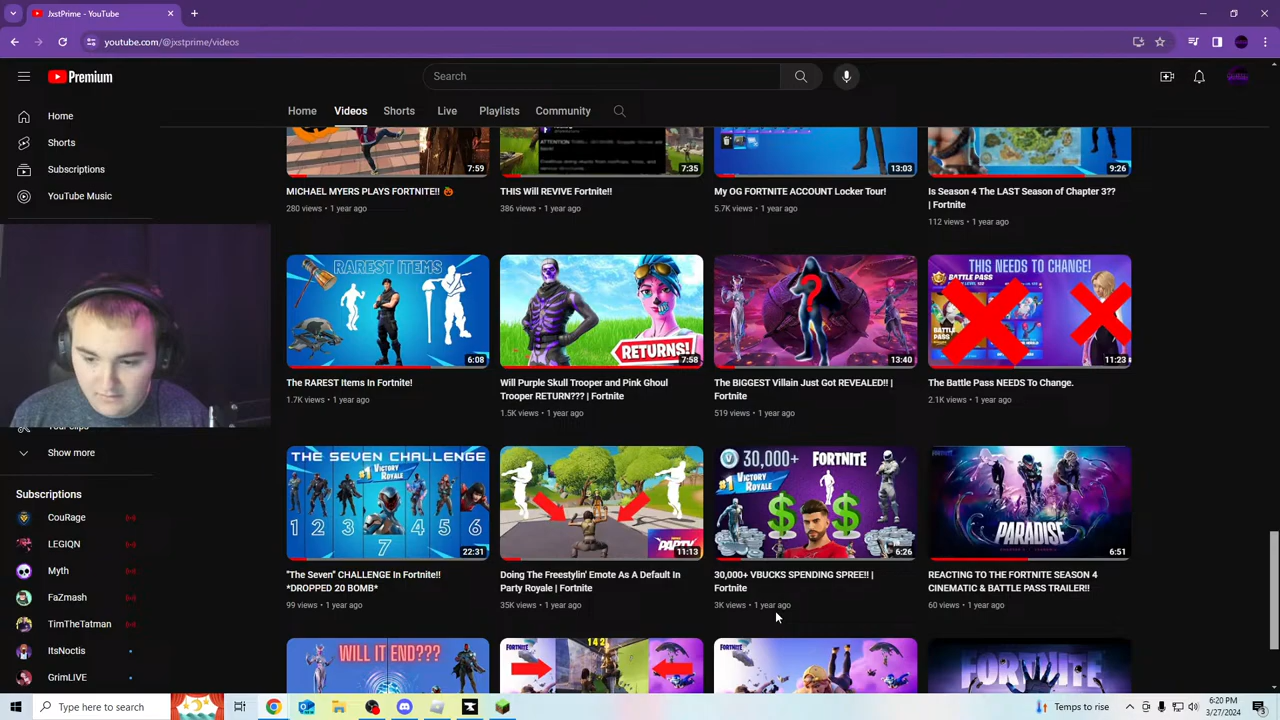 JxstPrime - YouTube
youtube.com/@jxstprime/videos
Premium
Search
Home
Videos
Shorts
Live
Playlists
Community
Home
Shorts
Subscriptions
YouTube Music
Show more
Subscriptions
CouRage
LEGIQN
Myth
FaZmash
TimTheTatman
ItsNoctis
GrimLIVE
7:59
7:35
13:03
9:26
MICHAEL MYERS PLAYS FORTNITE!! 🎃
280 views • 1 year ago
THIS Will REVIVE Fortnite!!
386 views • 1 year ago
My OG FORTNITE ACCOUNT Locker Tour!
5.7K views • 1 year ago
Is Season 4 The LAST Season of Chapter 3??
| Fortnite
112 views • 1 year ago
RAREST ITEMS
6:08
The RAREST Items In Fortnite!
1.7K views • 1 year ago
RETURNS!
7:58
Will Purple Skull Trooper and Pink Ghoul
Trooper RETURN??? | Fortnite
1.5K views • 1 year ago
?
13:40
The BIGGEST Villain Just Got REVEALED!! |
Fortnite
519 views • 1 year ago
THIS NEEDS TO CHANGE!
BATTLE PASS
11:23
The Battle Pass NEEDS To Change.
2.1K views • 1 year ago
THE SEVEN CHALLENGE
#1 VICTORY
ROYALE
1 2 3 4 5 6
7
22:31
"The Seven" CHALLENGE In Fortnite!!
*DROPPED 20 BOMB*
99 views • 1 year ago
PARTY
11:13
Doing The Freestylin' Emote As A Default In
Party Royale | Fortnite
35K views • 1 year ago
V 30,000+ FORTNITE
#1 VICTORY
ROYALE
$ $
6:26
30,000+ VBUCKS SPENDING SPREE!! |
Fortnite
3K views • 1 year ago
PARADISE
6:51
REACTING TO THE FORTNITE SEASON 4
CINEMATIC & BATTLE PASS TRAILER!!
60 views • 1 year ago
WILL IT END???
FORTNITE
FORTNITE
FORTNITE
Type here to search
Temps to rise
6:20 PM
3/27/2024
3